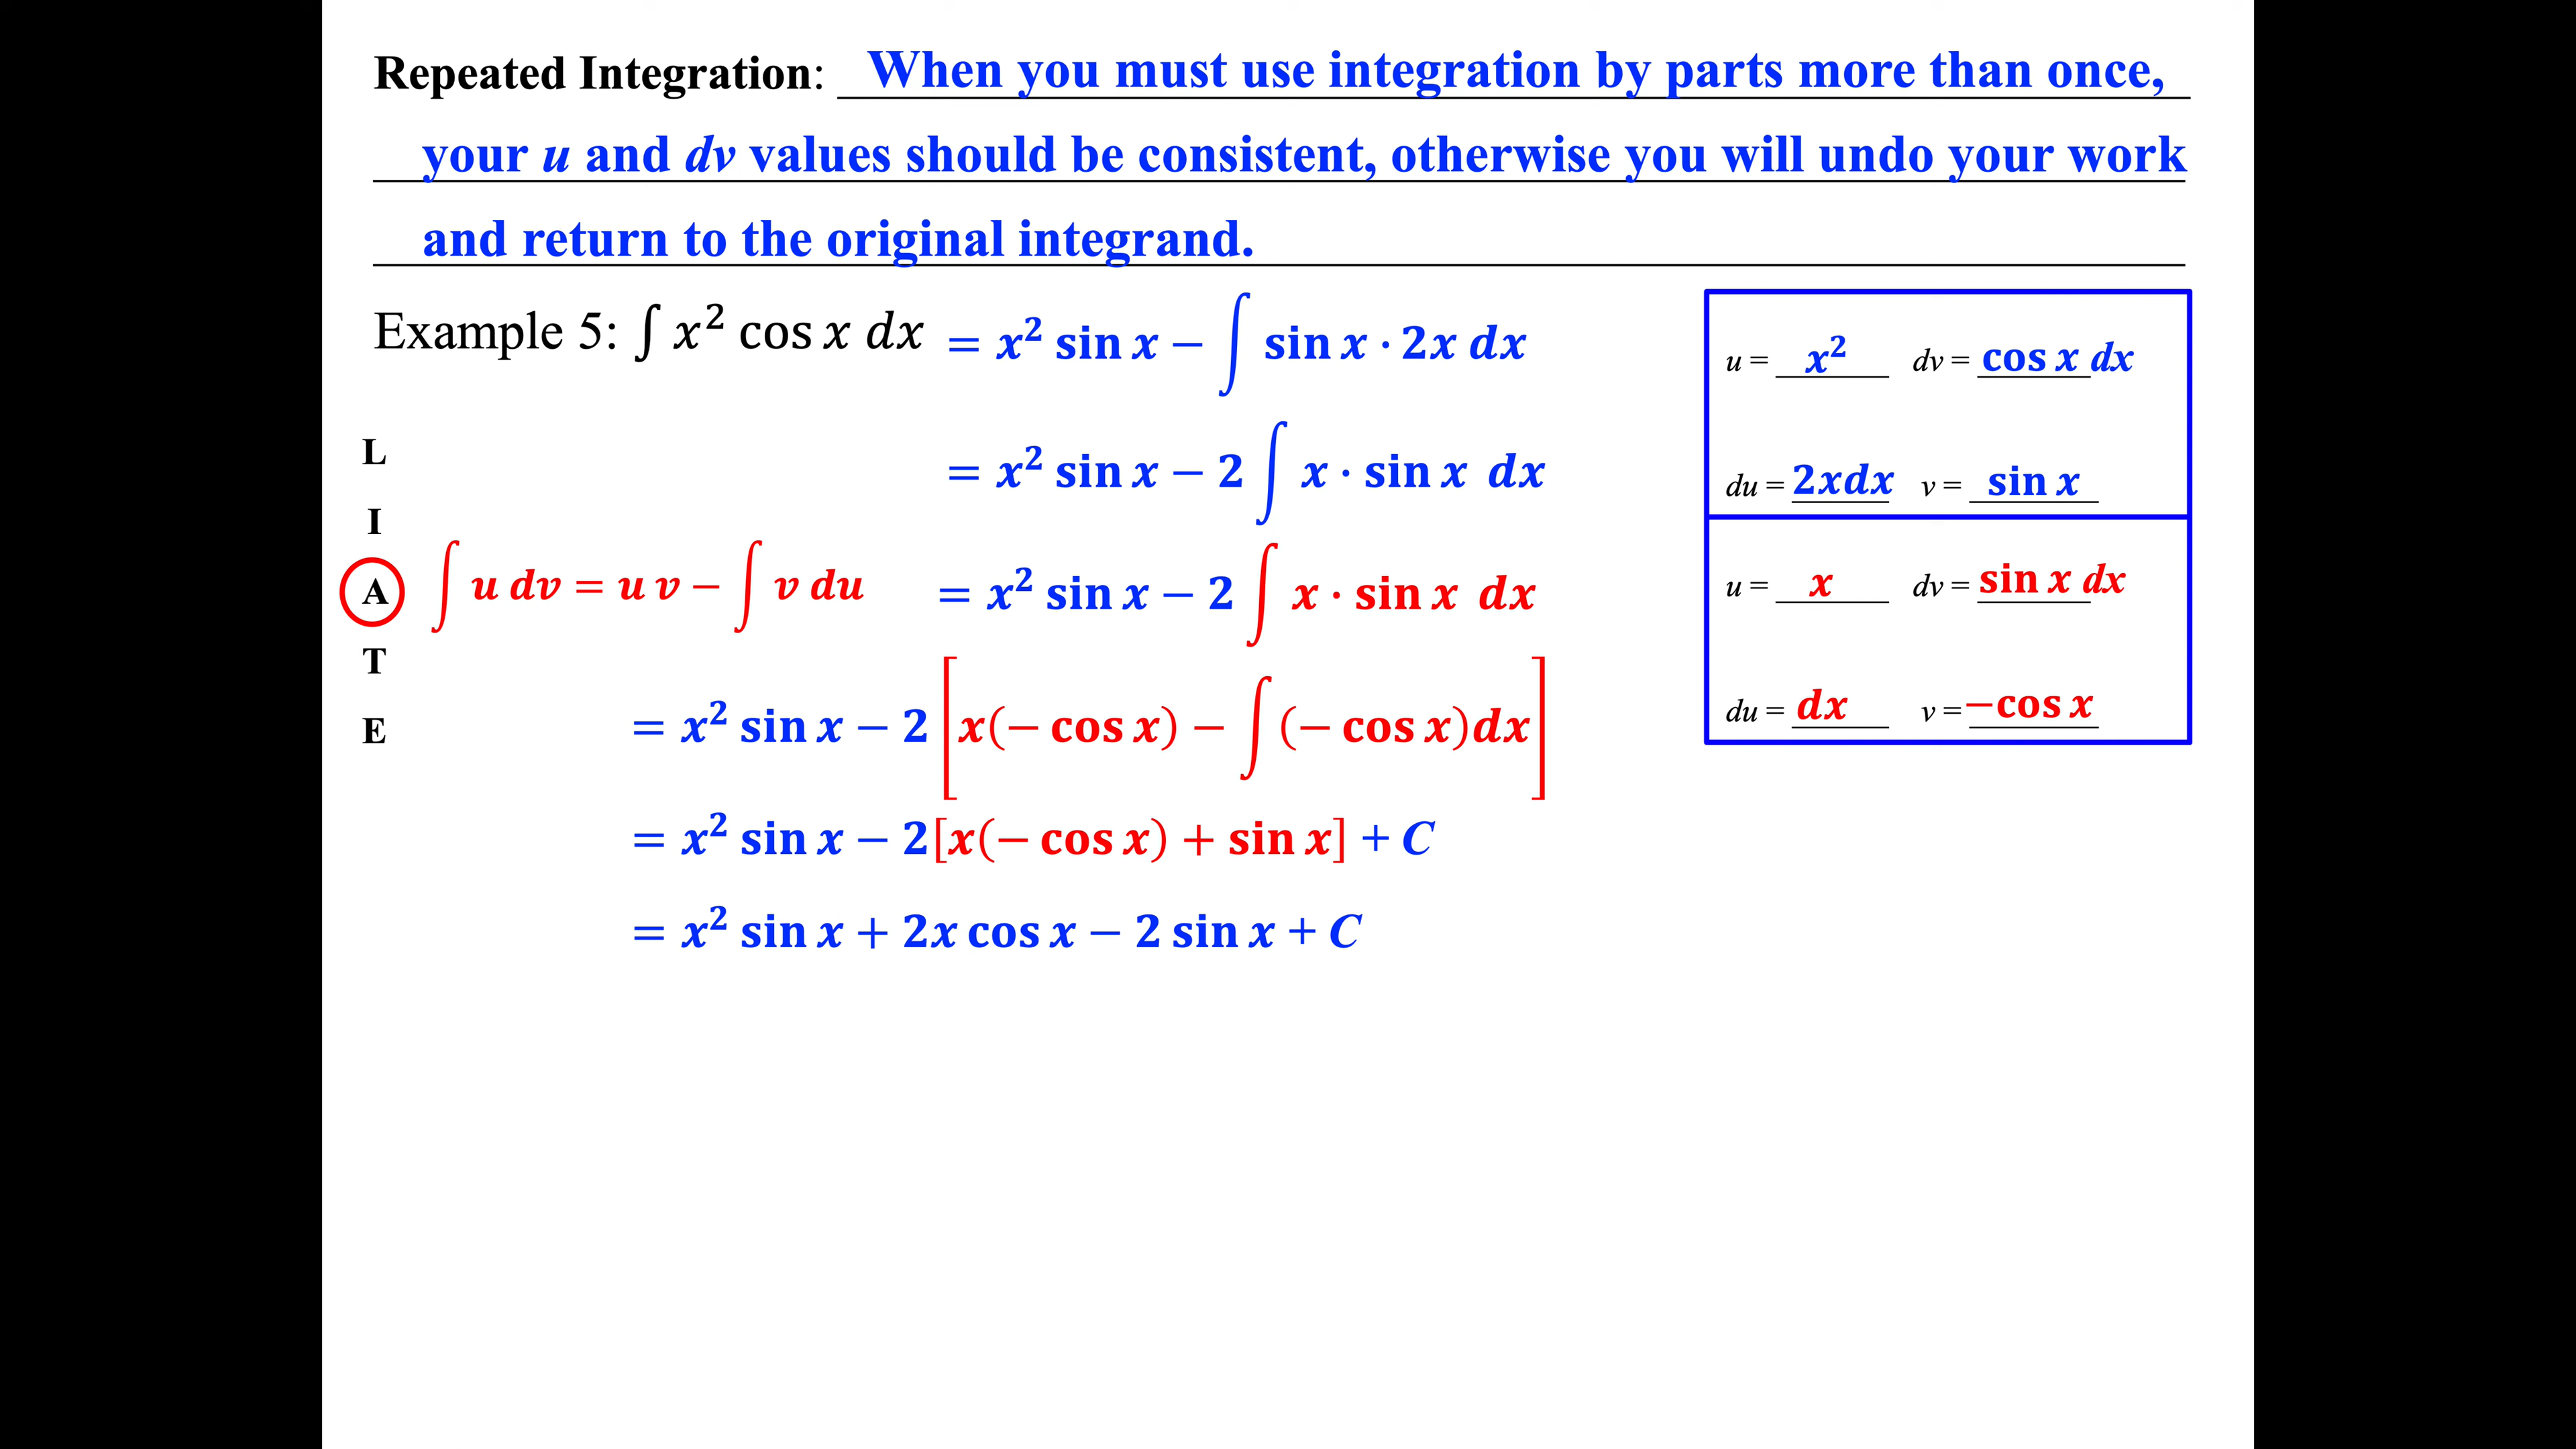 Repeated Integration: When you must use integration by parts more than once,
your u and dv values should be consistent, otherwise you will undo your work
and return to the original integrand.
Example 5: ∫ x² cos x dx = x² sin x − ∫ sin x · 2x dx
u = x² dv = cos x dx
L
= x² sin x − 2 ∫ x · sin x dx
du = 2xdx v = sin x
I
A ∫ u dv = u v − ∫ v du = x² sin x − 2 ∫ x · sin x dx
u = x dv = sin x dx
T
E
= x² sin x − 2 [x(− cos x) − ∫ (− cos x)dx]
du = dx v = −cos x
= x² sin x − 2[x(− cos x) + sin x] + C
= x² sin x + 2x cos x − 2 sin x + C